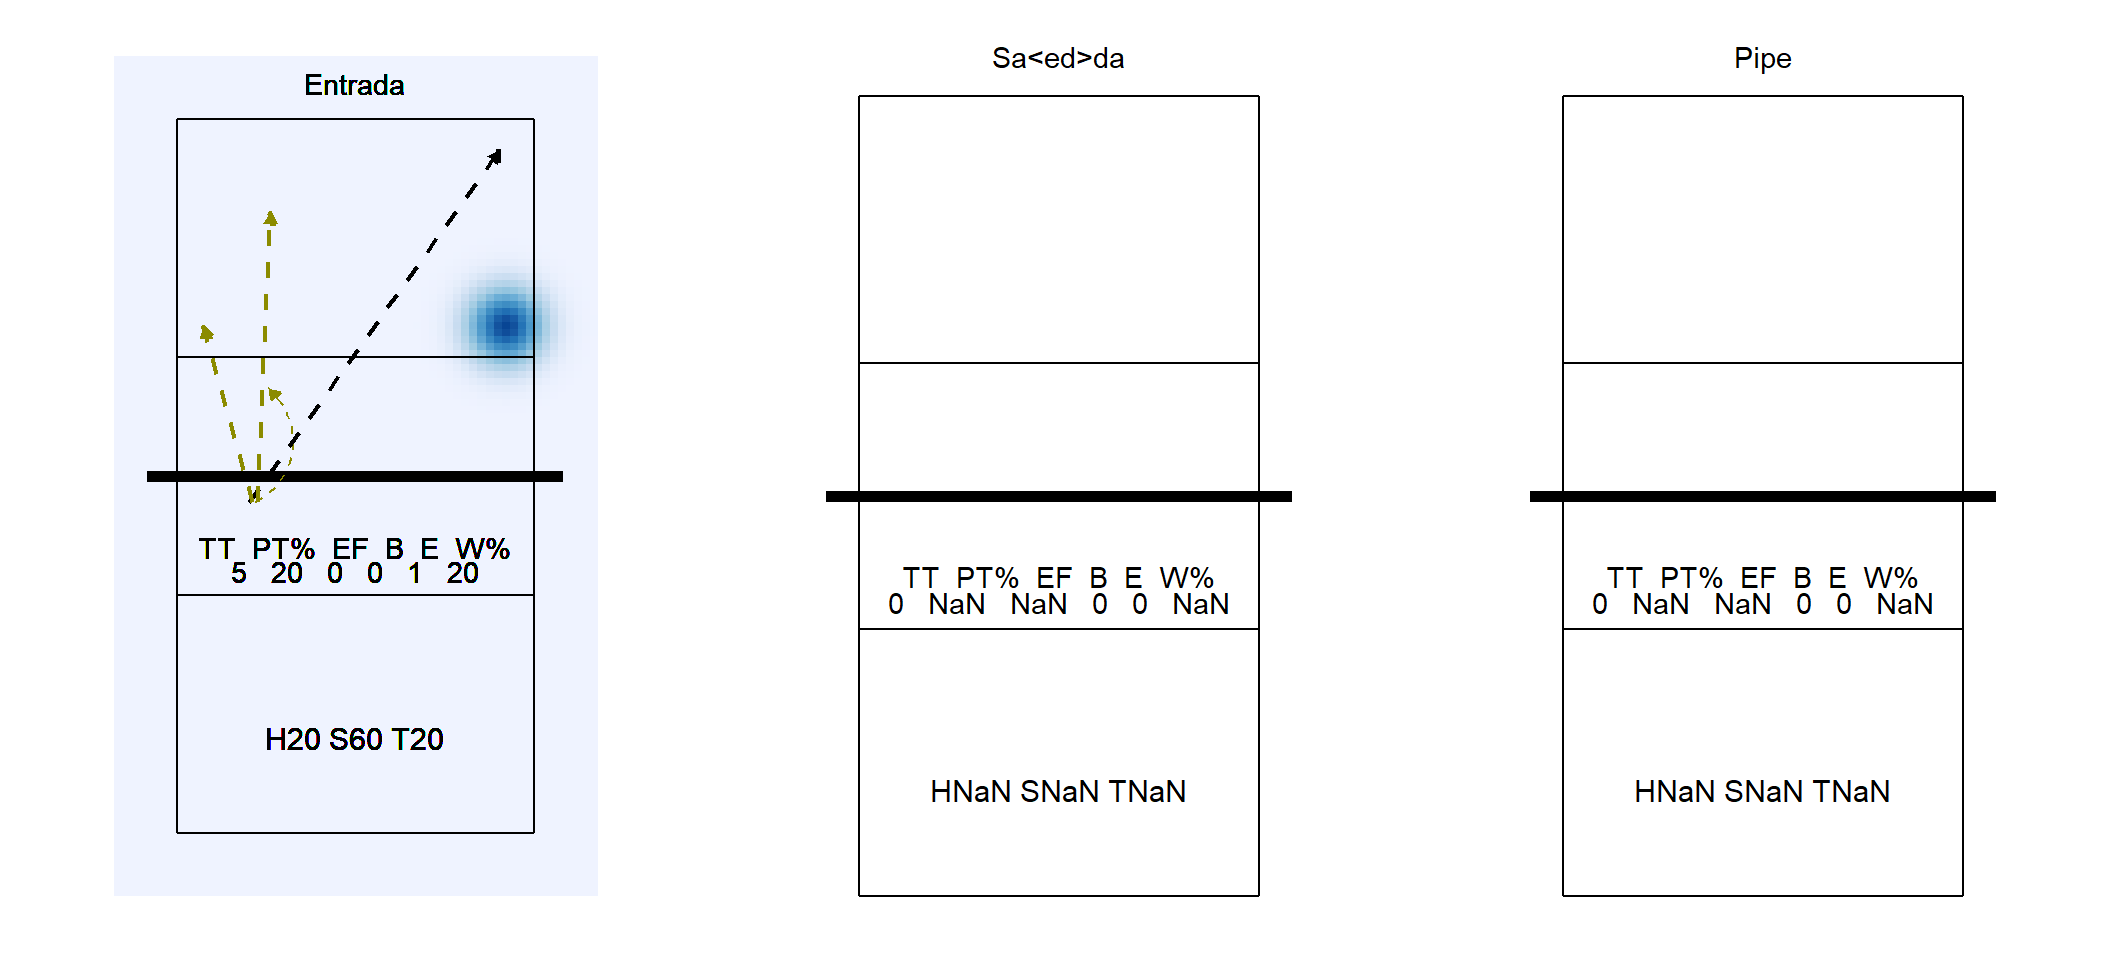 Entrada
TT PT% EF B E W%
5 20 0 0 1 20
H20 S60 T20
Sa<ed>da
TT PT% EF B E W%
0 NaN NaN 0 0 NaN
HNaN SNaN TNaN
Pipe
TT PT% EF B E W%
0 NaN NaN 0 0 NaN
HNaN SNaN TNaN